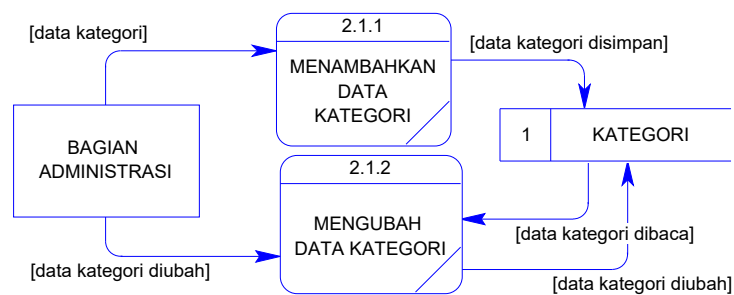 [data kategori]
2.1.1
MENAMBAHKAN
DATA
KATEGORI
[data kategori disimpan]
BAGIAN
ADMINISTRASI
1
KATEGORI
2.1.2
MENGUBAH
DATA KATEGORI
[data kategori dibaca]
[data kategori diubah]
[data kategori diubah]